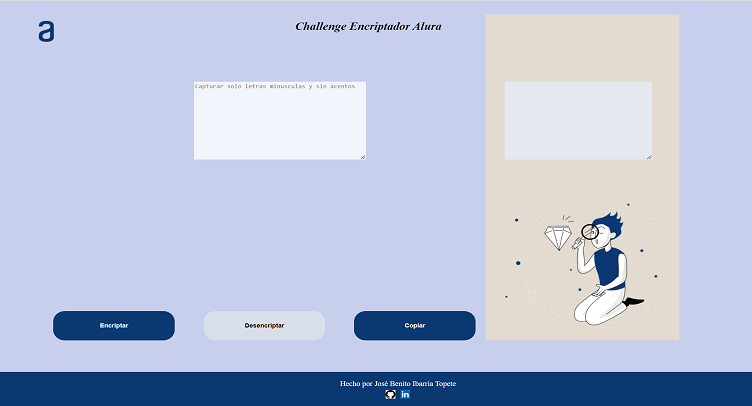 a
Challenge Encriptador Alura
Capturar solo letras minusculas y sin acentos
Encriptar
Desencriptar
Copiar
Hecho por José Benito Ibarria Topete
in